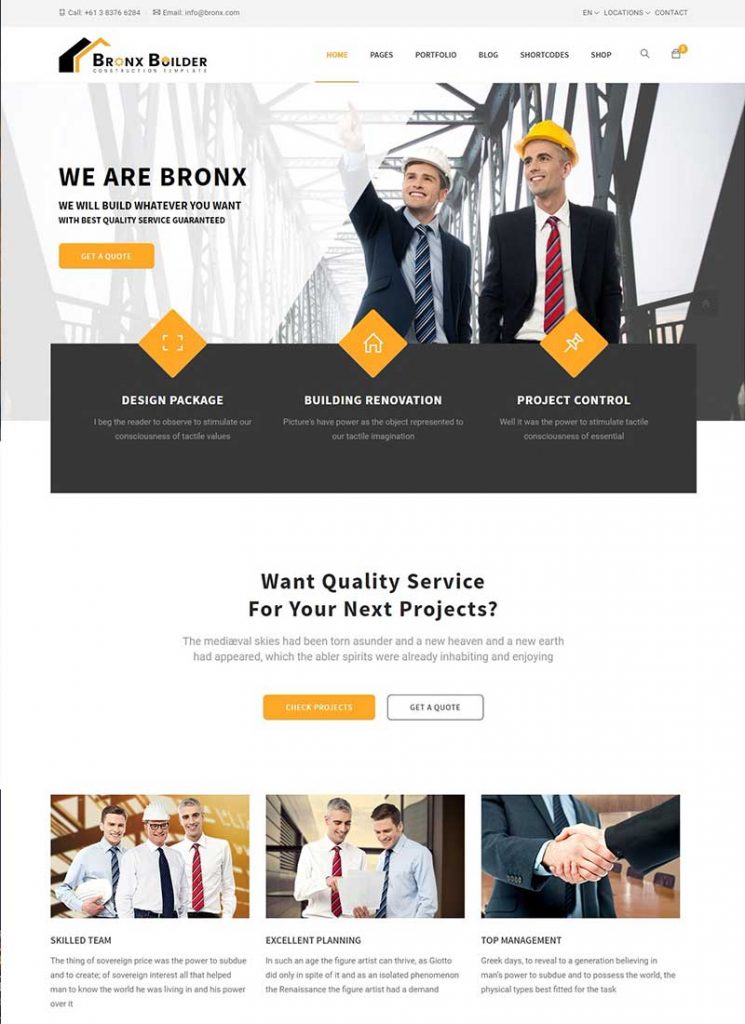 Call: +61 3 8376 6284
Email: info@bronx.com
EN
LOCATIONS
CONTACT
BRONX BUILDER
CONSTRUCTION TEMPLATE
HOME
PAGES
PORTFOLIO
BLOG
SHORTCODES
SHOP
WE ARE BRONX
WE WILL BUILD WHATEVER YOU WANT
WITH BEST QUALITY SERVICE GUARANTEED
GET A QUOTE
DESIGN PACKAGE
I beg the reader to observe to stimulate our
consciousness of tactile values
BUILDING RENOVATION
Picture's have power as the object represented to
our tactile imagination
PROJECT CONTROL
Well it was the power to stimulate tactile
consciousness of essential
Want Quality Service
For Your Next Projects?
The mediæval skies had been torn asunder and a new heaven and a new earth
had appeared, which the abler spirits were already inhabiting and enjoying
CHECK PROJECTS
GET A QUOTE
SKILLED TEAM
The thing of sovereign price was the power to subdue
and to create; of sovereign interest all that helped
man to know the world he was living in and his power
over it
EXCELLENT PLANNING
In such an age the figure artist can thrive, as Giotto
did only in spite of it and as an isolated phenomenon
the Renaissance the figure artist had a demand
TOP MANAGEMENT
Greek days, to reveal to a generation believing in
man's power to subdue and to possess the world, the
physical types best fitted for the task